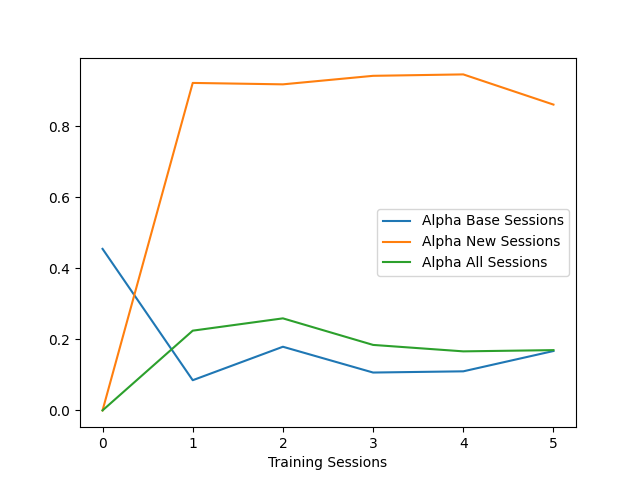 0.8
0.6
0.4
0.2
0.0
Alpha Base Sessions
Alpha New Sessions
Alpha All Sessions
0 1 2 3 4 5
Training Sessions